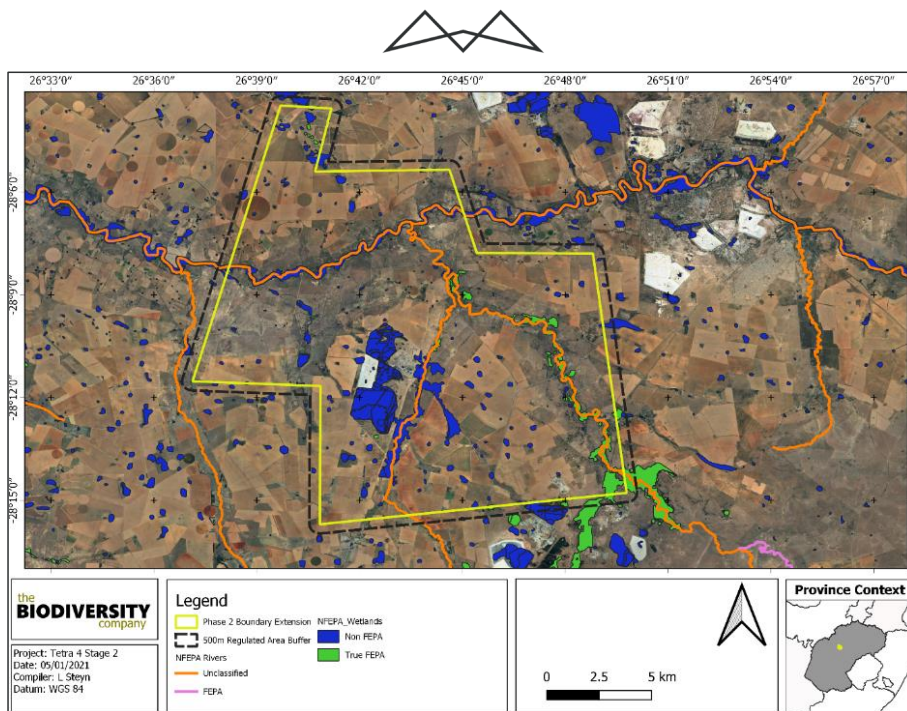 26°33'0" 26°36'0" 26°39'0" 26°42'0" 26°45'0" 26°48'0" 26°51'0" 26°54'0" 26°57'0"
-28°6'0"
-28°9'0"
-28°12'0"
-28°15'0"
the
BIODIVERSITY
company
Project: Tetra 4 Stage 2
Date: 05/01/2021
Compiler: L Steyn
Datum: WGS 84
Legend
Phase 2 Boundary Extension
500m Regulated Area Buffer
NFEPA Rivers
Unclassified
FEPA
NFEPA_Wetlands
Non FEPA
True FEPA
0 2.5 5 km
Province Context